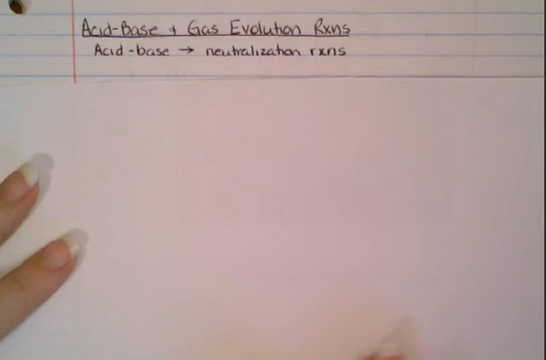 Acid-Base + Gas Evolution Rxns
Acid-base → neutralization rxns